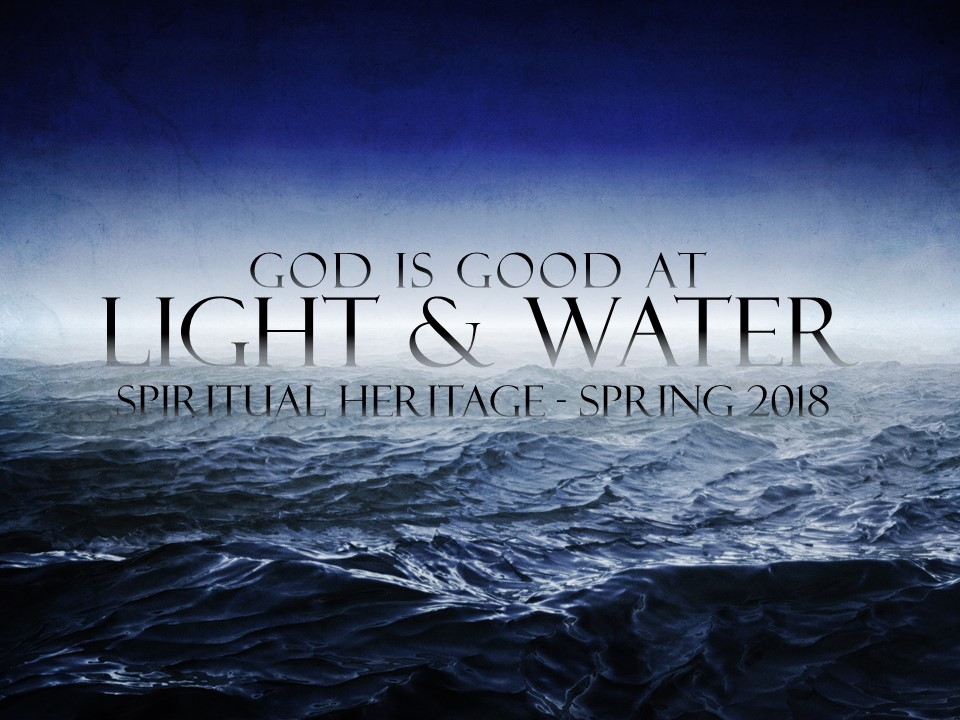 GOD IS GOOD AT
LIGHT & WATER
SPIRITUAL HERITAGE - SPRING 2018